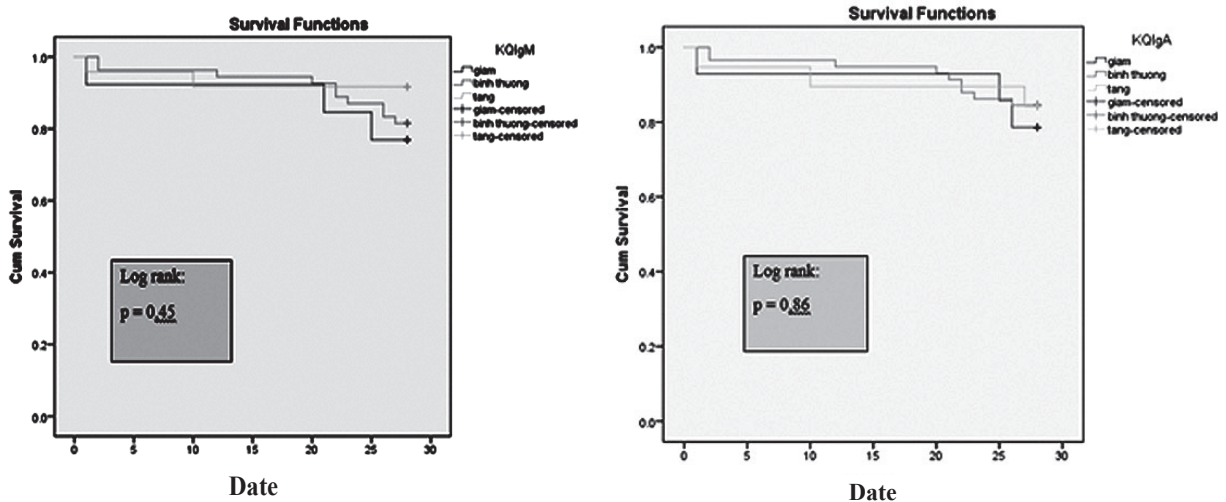 Survival Functions
KQIgM
giam
binh thuong
tang
giam-censored
binh thuong-censored
tang-censored
Cum Survival
1.0
0.8
0.6
0.4
0.2
0.0
Log rank:
p = 0,45
0 5 10 15 20 25 30
Date
Survival Functions
KQIgA
giam
binh thuong
tang
giam-censored
binh thuong-censored
tang-censored
Cum Survival
1.0
0.8
0.6
0.4
0.2
0.0
Log rank:
p = 0,86
0 5 10 15 20 25 30
Date